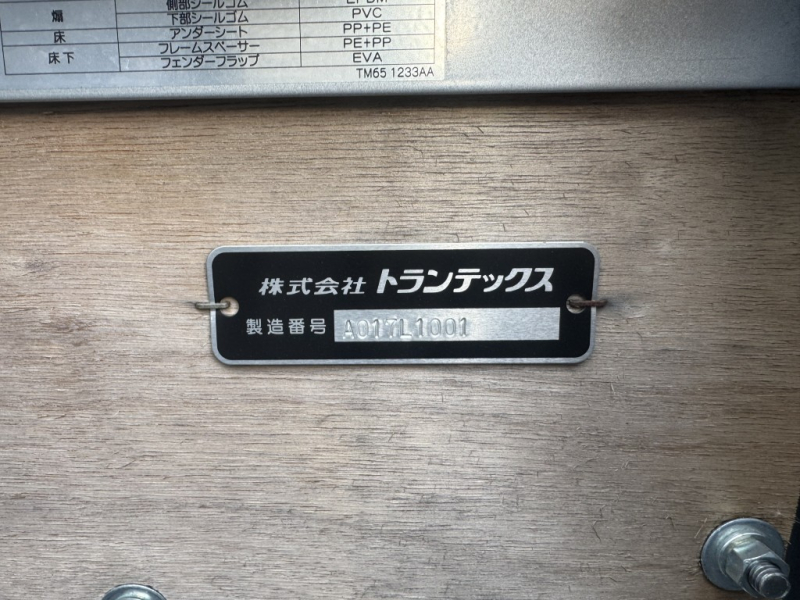 側部シールゴム EPDM
煽 下部シールゴム PVC
床 アンダーシート PP+PE
床下 フレームスペーサー PE+PP
フェンダーフラップ EVA
TM65 1233AA
株式会社 トランテックス
製造番号 A017L1001